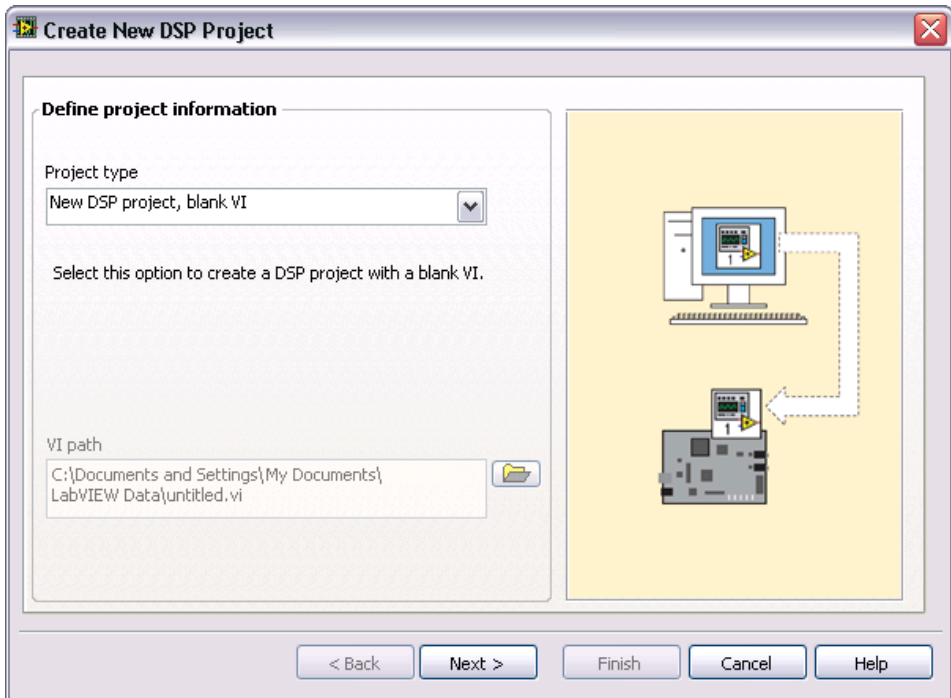 Create New DSP Project
Define project information
Project type
New DSP project, blank VI
Select this option to create a DSP project with a blank VI.
VI path
C:\Documents and Settings\My Documents\
LabVIEW Data\untitled.vi
1
1
< Back
Next >
Finish
Cancel
Help